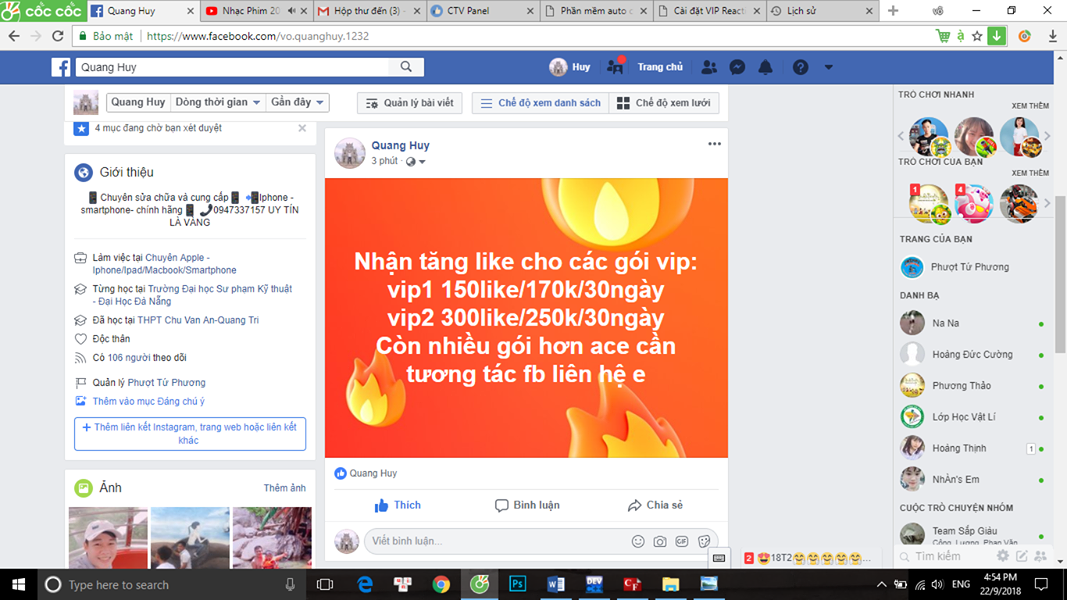 CỐC CỐC
Quang Huy
Nhạc Phim 20
Hộp thư đến (3) -
CTV Panel
Phần mềm auto c
Cài đặt VIP React
Lịch sử
Bảo mật
https://www.facebook.com/vo.quanghuy.1232
Quang Huy
Huy
Trang chủ
Quang Huy
Dòng thời gian
Gần đây
Quản lý bài viết
Chế độ xem danh sách
Chế độ xem lưới
4 mục đang chờ bạn xét duyệt
Giới thiệu
Chuyên sửa chữa và cung cấp Iphone -
smartphone- chính hãng 0947337157 UY TÍN
LÀ VÀNG
Làm việc tại Chuyên Apple -
Iphone/Ipad/Macbook/Smartphone
Từng học tại Trường Đại học Sư phạm Kỹ thuật
- Đại Học Đà Nẵng
Đã học tại THPT Chu Van An-Quang Tri
Độc thân
Có 106 người theo dõi
Quản lý Phượt Tứ Phương
Thêm vào mục Đáng chú ý
+ Thêm liên kết Instagram, trang web hoặc liên kết
khác
Ảnh
Thêm ảnh
Quang Huy
3 phút
Nhận tăng like cho các gói vip:
vip1 150like/170k/30ngày
vip2 300like/250k/30ngày
Còn nhiều gói hơn ace cần
tương tác fb liên hệ e
Quang Huy
Thích
Bình luận
Chia sẻ
Viết bình luận...
TRÒ CHƠI NHANH
XEM THÊM
TRÒ CHƠI CỦA BẠN
XEM THÊM
1
4
TRANG CỦA BẠN
Phượt Tứ Phương
DANH BẠ
Na Na
Hoàng Đức Cường
Phương Thảo
Lớp Học Vật Lí
Hoàng Thịnh
1
Nhàn's Em
CUỘC TRÒ CHUYỆN NHÓM
Team Sắp Giàu
Tìm kiếm
2
18T2
Type here to search
ENG
4:54 PM
22/9/2018